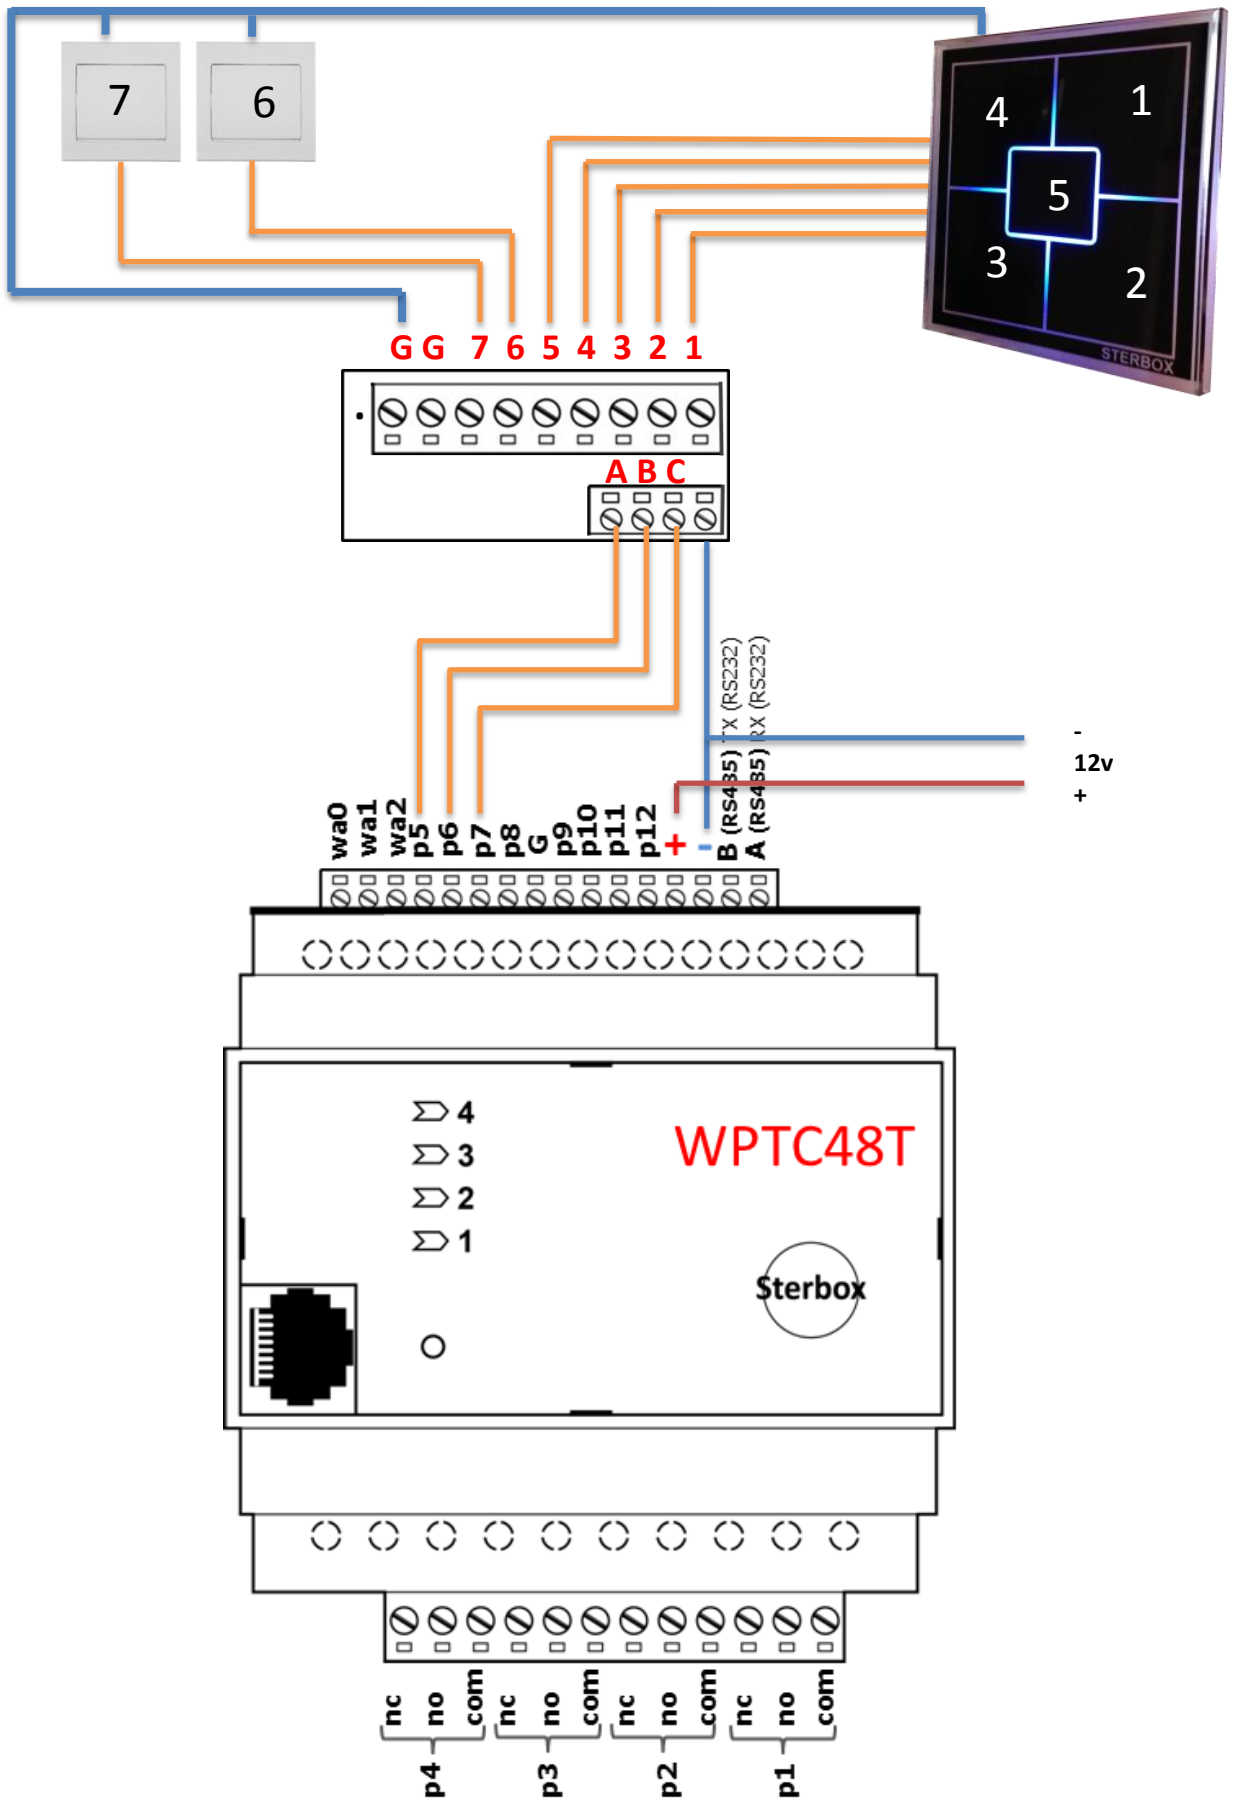 7
6
4
1
5
3
2
STERBOX
G G 7 6 5 4 3 2 1
A B C
wa0
wa1
wa2
p5
p6
p7
p8
G
p9
p10
p11
p12
+
-
B (RS485) TX (RS232)
A (RS485) RX (RS232)
-
12v
+
4
3
2
1
WPTC48T
Sterbox
nc
no
com
nc
no
com
nc
no
com
nc
no
com
p4
p3
p2
p1